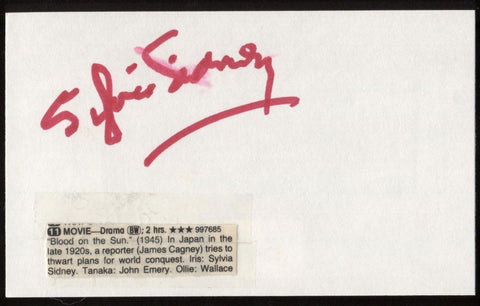 Sylvia Sidney
11 MOVIE—Drama (BW); 2 hrs. ★★★ 997685
"Blood on the Sun." (1945) In Japan in the
late 1920s, a reporter (James Cagney) tries to
thwart plans for world conquest. Iris: Sylvia
Sidney. Tanaka: John Emery. Ollie: Wallace